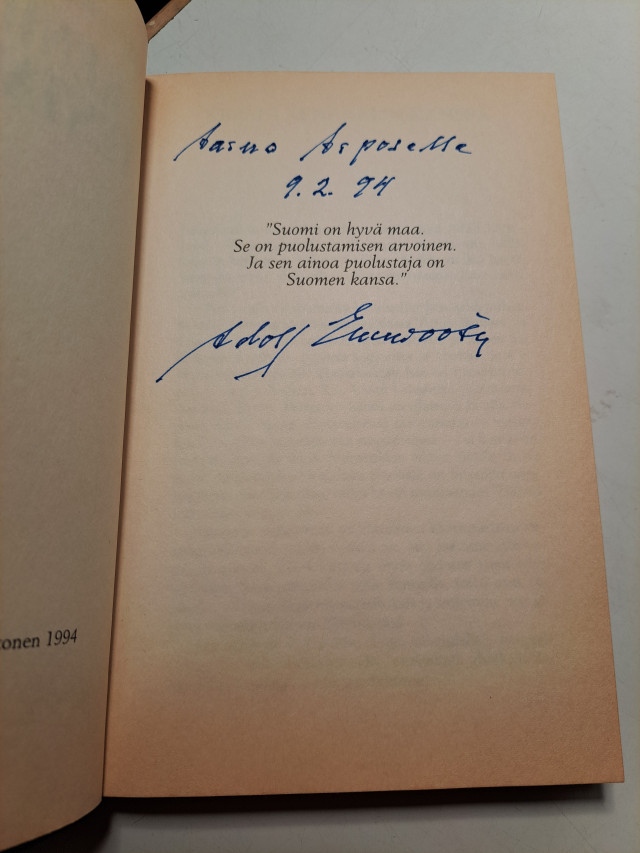 Aarno Arposelle
9.2.94
"Suomi on hyvä maa.
Se on puolustamisen arvoinen.
Ja sen ainoa puolustaja on
Suomen kansa."
Adolf Ehrnrooth
onen 1994